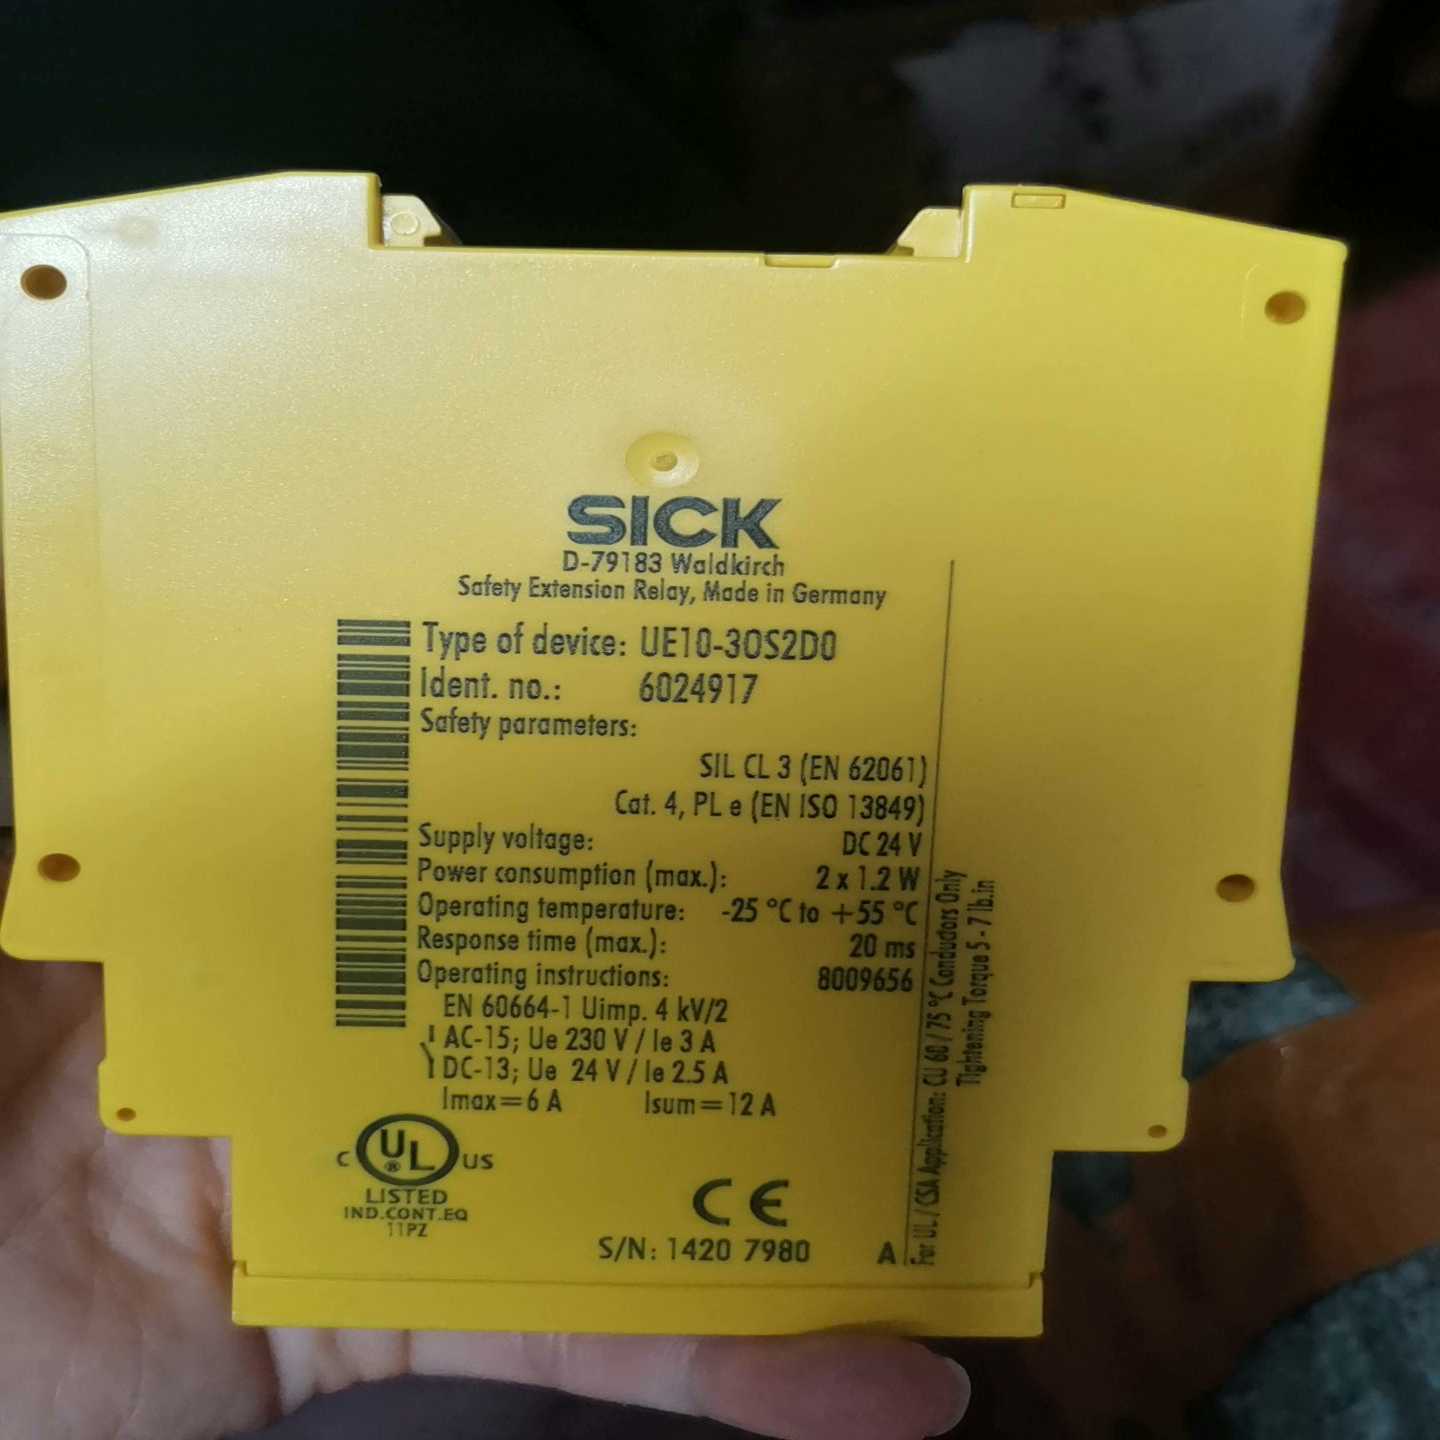 SICK
D-79183 Waldkirch
Safety Extension Relay, Made in Germany
Type of device: UE10-3OS2D0
Ident. no.: 6024917
Safety parameters:
SIL CL 3 (EN 62061)
Cat. 4, PL e (EN ISO 13849)
Supply voltage: DC 24 V
Power consumption (max.): 2 x 1.2 W
Operating temperature: -25 °C to +55 °C
Response time (max.): 20 ms
Operating instructions: 8009656
EN 60664-1 Uimp. 4 kV/2
AC-15; Ue 230 V / Ie 3 A
DC-13; Ue 24 V / Ie 2.5 A
Imax=6 A Isum=12 A
C UL ® US
LISTED
IND.CONT.EQ
11PZ
CE
S/N: 1420 7980 A
For UL / CSA Application: CU 60 / 75 °C Conductors Only
Tightening Torque 5 - 7 lb.in